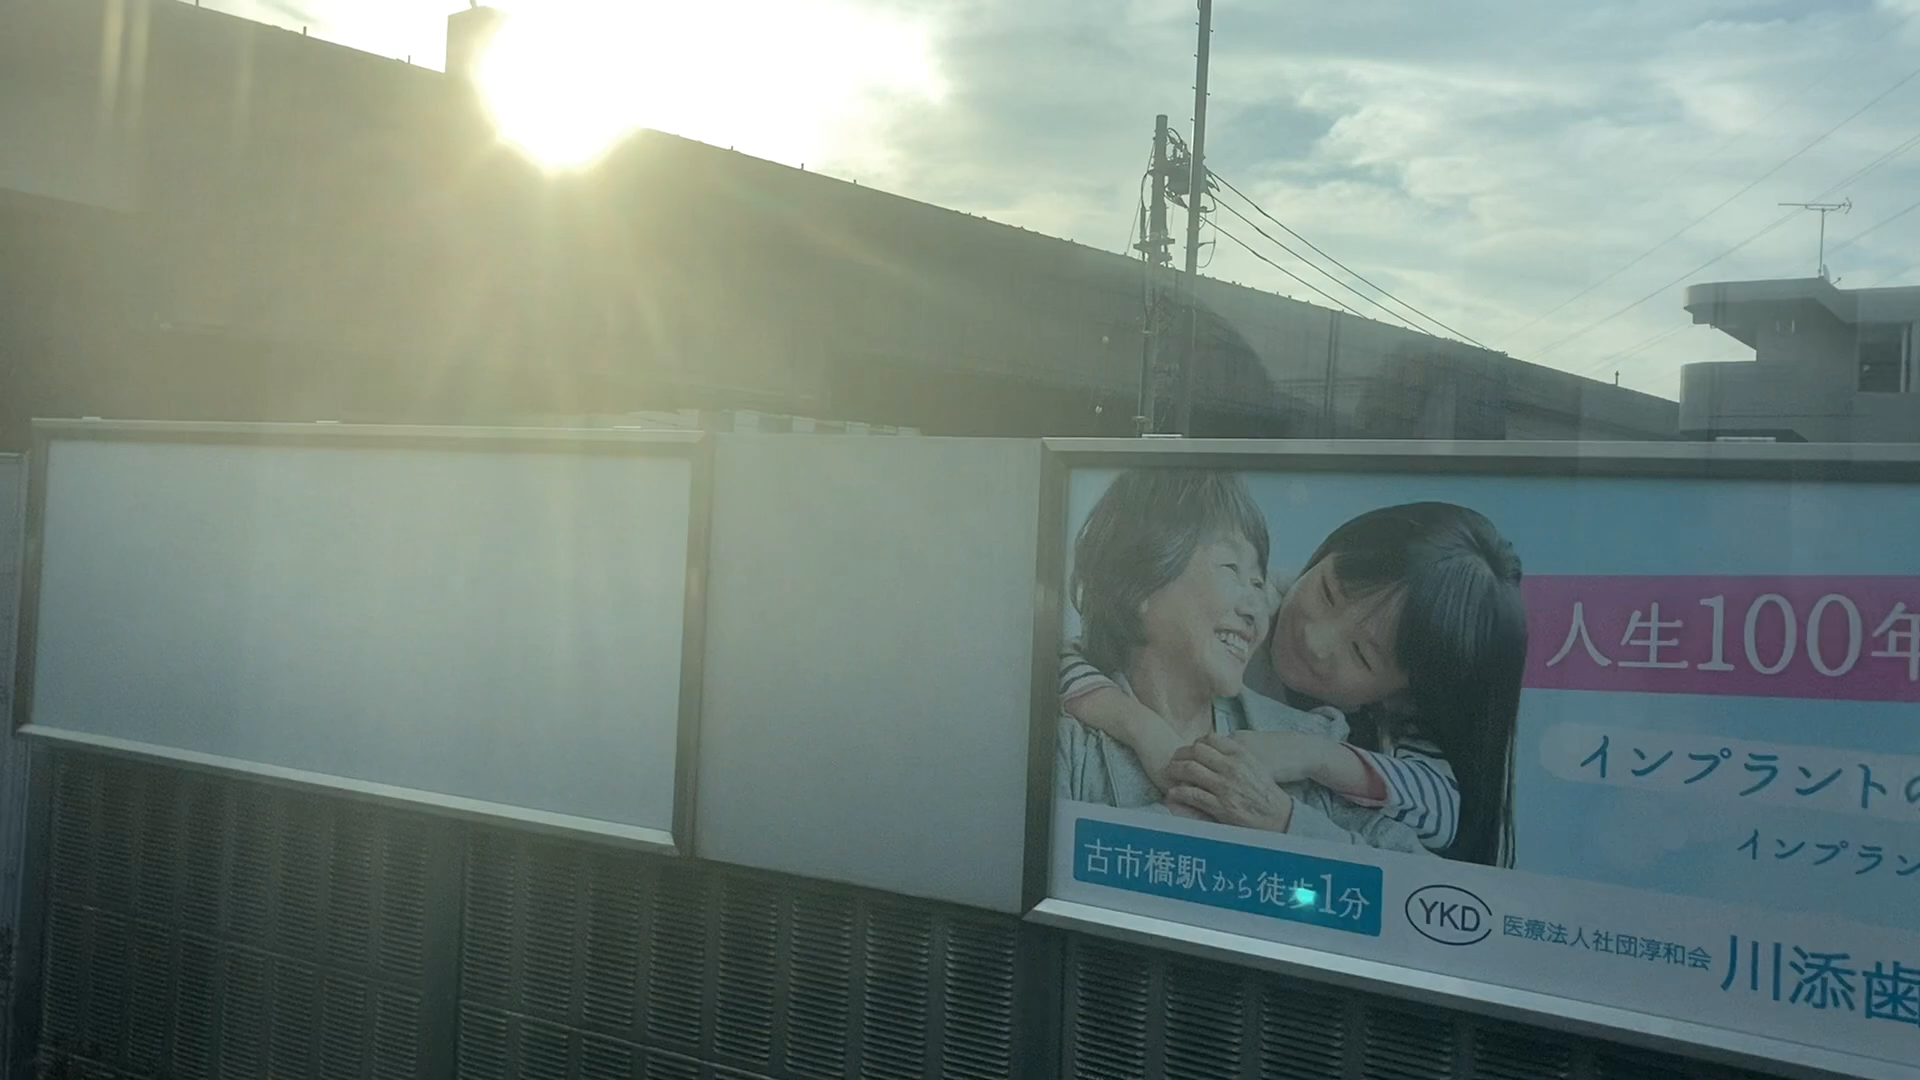 人生100年
インプラントの
インプラン
古市橋駅から徒歩1分
YKD 医療法人社団淳和会 川添歯